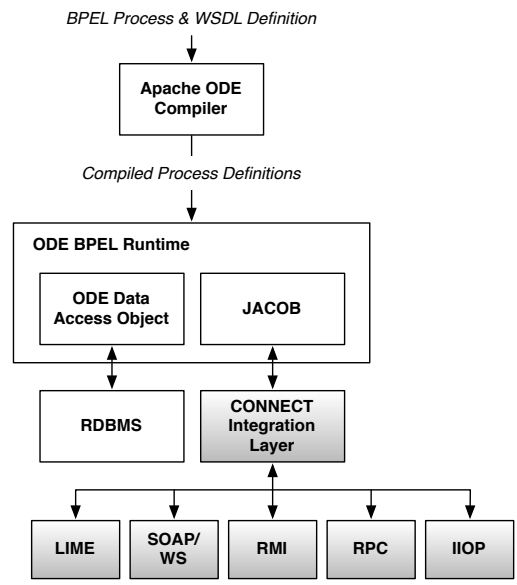 BPEL Process & WSDL Definition
Apache ODE
Compiler
Compiled Process Definitions
ODE BPEL Runtime
ODE Data
Access Object
JACOB
RDBMS
CONNECT
Integration
Layer
LIME
SOAP/
WS
RMI
RPC
IIOP